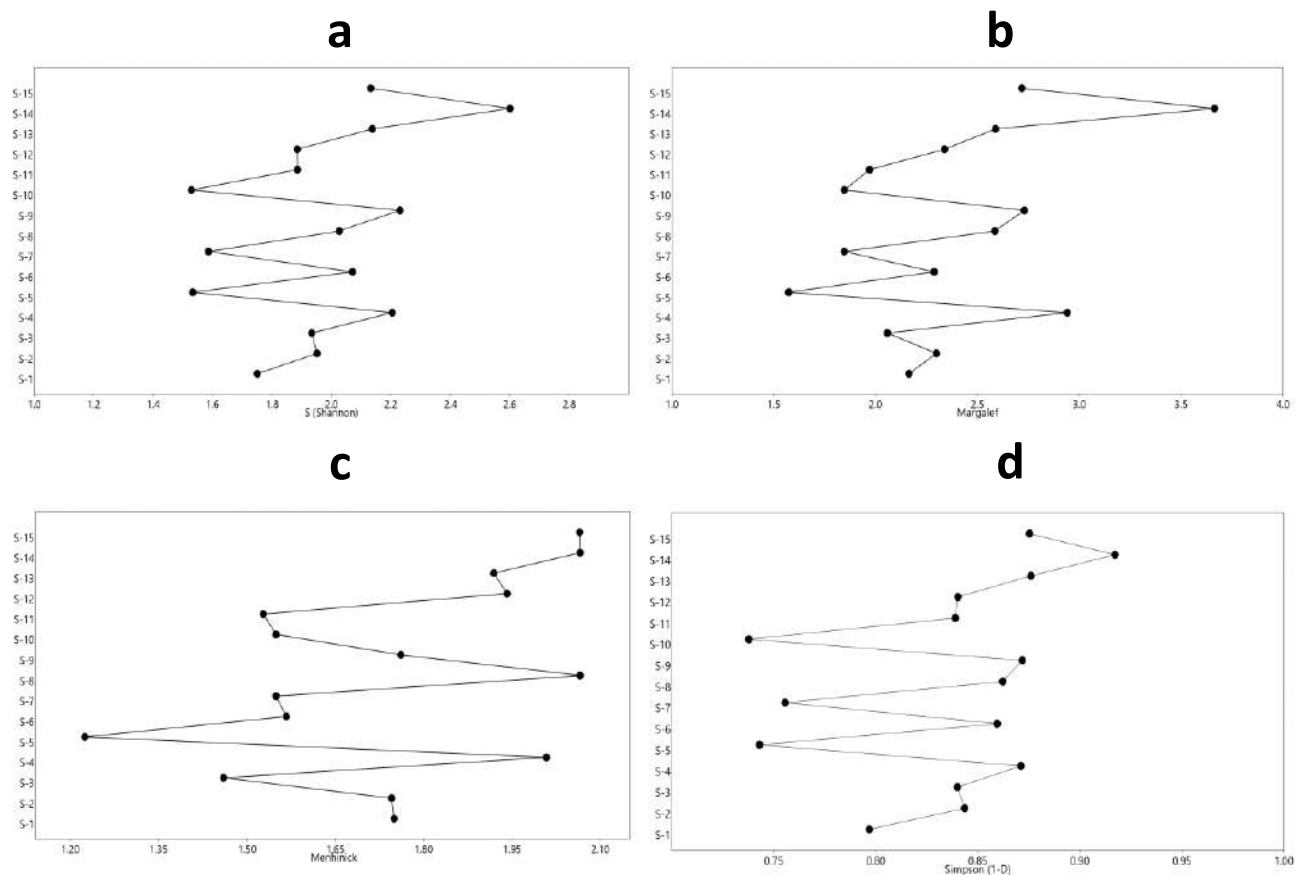 a
S-15
S-14
S-13
S-12
S-11
S-10
S-9
S-8
S-7
S-6
S-5
S-4
S-3
S-2
S-1
1.0 1.2 1.4 1.6 1.8 2.0 2.2 2.4 2.6 2.8
S (Shannon)
b
S-15
S-14
S-13
S-12
S-11
S-10
S-9
S-8
S-7
S-6
S-5
S-4
S-3
S-2
S-1
1.0 1.5 2.0 2.5 3.0 3.5 4.0
Margalef
c
S-15
S-14
S-13
S-12
S-11
S-10
S-9
S-8
S-7
S-6
S-5
S-4
S-3
S-2
S-1
1.20 1.35 1.50 1.65 1.80 1.95 2.10
Menhinick
d
S-15
S-14
S-13
S-12
S-11
S-10
S-9
S-8
S-7
S-6
S-5
S-4
S-3
S-2
S-1
0.75 0.80 0.85 0.90 0.95 1.00
Simpson (1-D)